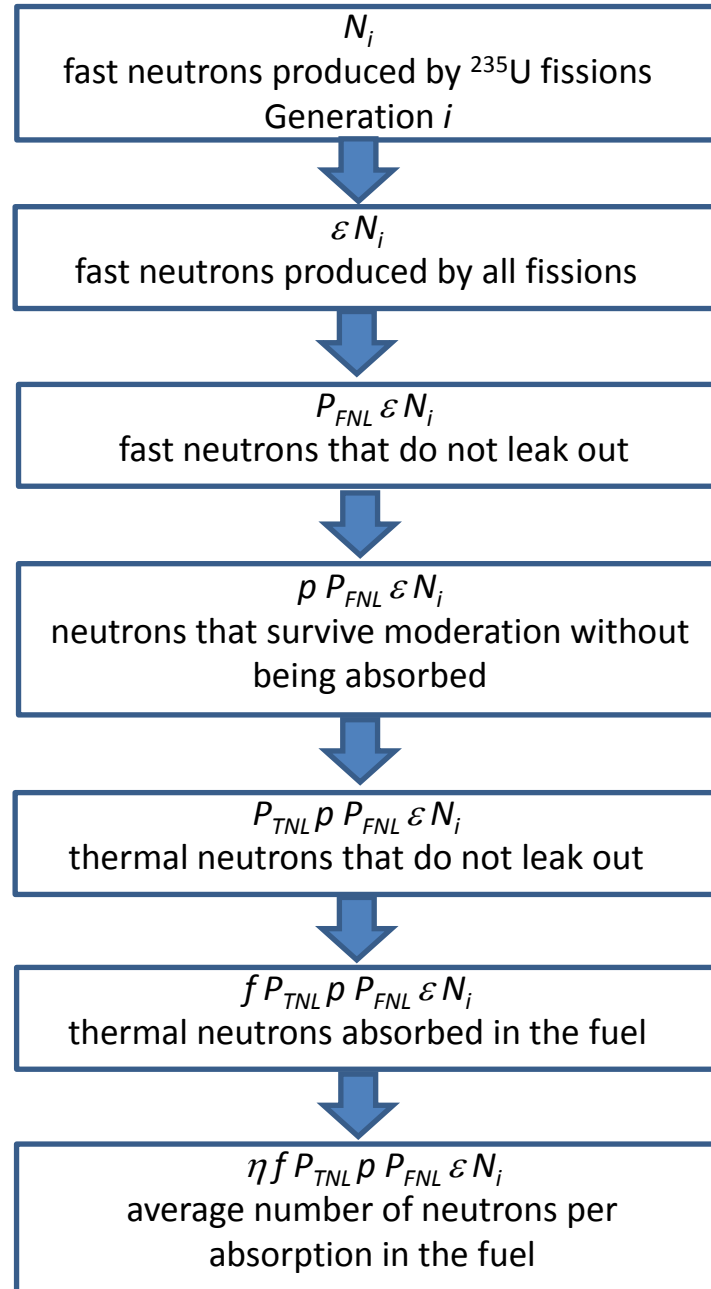 N_i
fast neutrons produced by ²³⁵U fissions
Generation i
ε N_i
fast neutrons produced by all fissions
P_FNL ε N_i
fast neutrons that do not leak out
p P_FNL ε N_i
neutrons that survive moderation without
being absorbed
P_TNL p P_FNL ε N_i
thermal neutrons that do not leak out
f P_TNL p P_FNL ε N_i
thermal neutrons absorbed in the fuel
η f P_TNL p P_FNL ε N_i
average number of neutrons per
absorption in the fuel